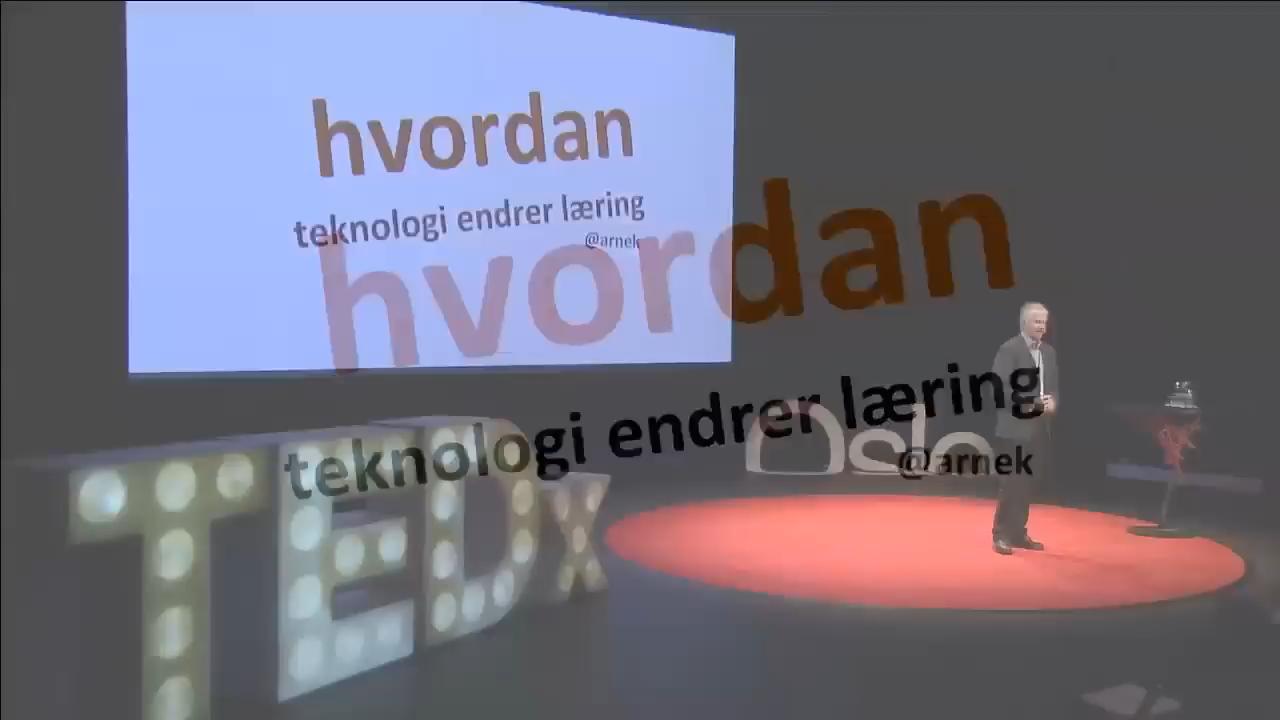 hvordan
teknologi endrer læring
@arnek
hvordan
teknologi endrer læring
@arnek
TEDx
Oslo